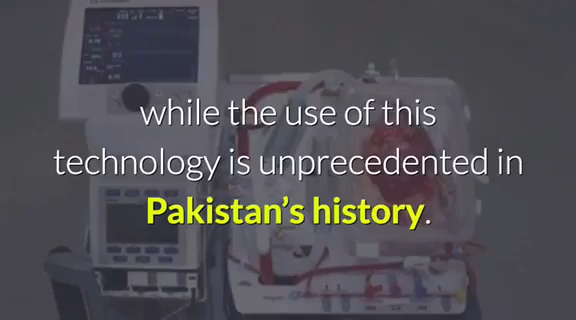 while the use of this
technology is unprecedented in
Pakistan's history.